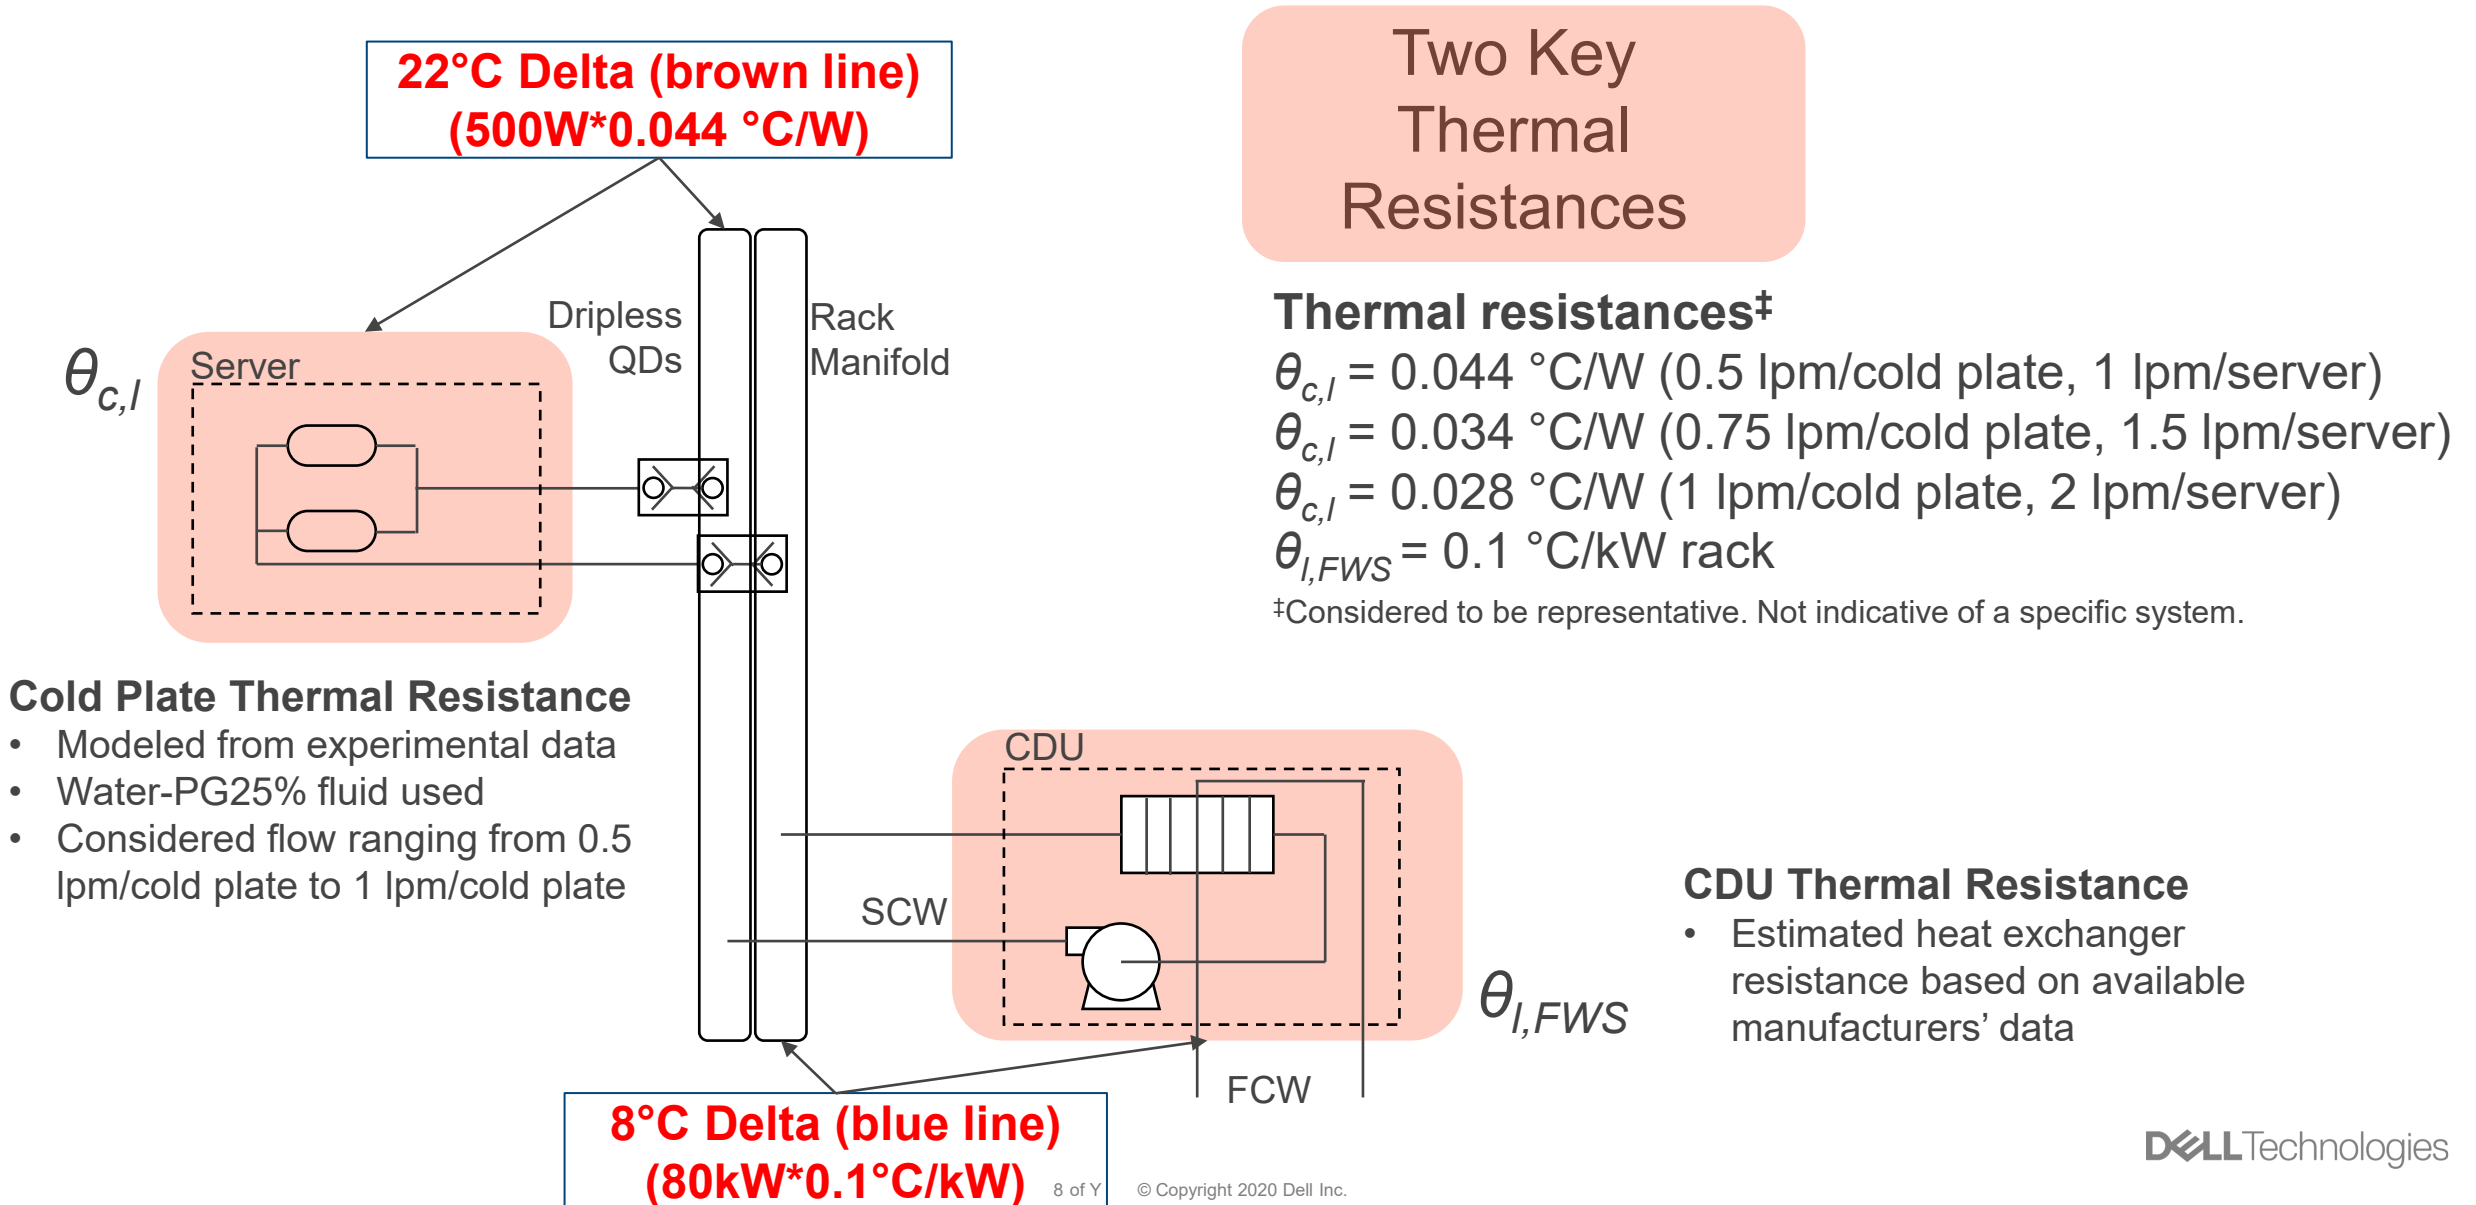 22°C Delta (brown line)
(500W*0.044 °C/W)
Two Key
Thermal
Resistances
Dripless
QDs
Rack
Manifold
θc,l
Server
Thermal resistances‡
θc,l = 0.044 °C/W (0.5 lpm/cold plate, 1 lpm/server)
θc,l = 0.034 °C/W (0.75 lpm/cold plate, 1.5 lpm/server)
θc,l = 0.028 °C/W (1 lpm/cold plate, 2 lpm/server)
θl,FWS = 0.1 °C/kW rack
‡Considered to be representative. Not indicative of a specific system.
Cold Plate Thermal Resistance
• Modeled from experimental data
• Water-PG25% fluid used
• Considered flow ranging from 0.5
lpm/cold plate to 1 lpm/cold plate
CDU
SCW
θl,FWS
FCW
CDU Thermal Resistance
• Estimated heat exchanger
resistance based on available
manufacturers’ data
8°C Delta (blue line)
(80kW*0.1°C/kW)
8 of Y
© Copyright 2020 Dell Inc.
DELLTechnologies